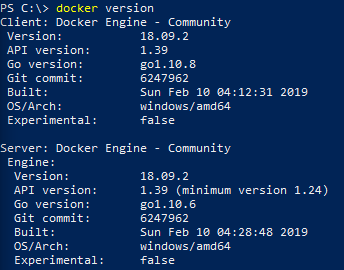 PS C:\> docker version
Client: Docker Engine - Community
 Version:           18.09.2
 API version:       1.39
 Go version:        go1.10.8
 Git commit:        6247962
 Built:             Sun Feb 10 04:12:31 2019
 OS/Arch:           windows/amd64
 Experimental:      false

Server: Docker Engine - Community
 Engine:
  Version:          18.09.2
  API version:      1.39 (minimum version 1.24)
  Go version:       go1.10.6
  Git commit:       6247962
  Built:            Sun Feb 10 04:28:48 2019
  OS/Arch:          windows/amd64
  Experimental:     false